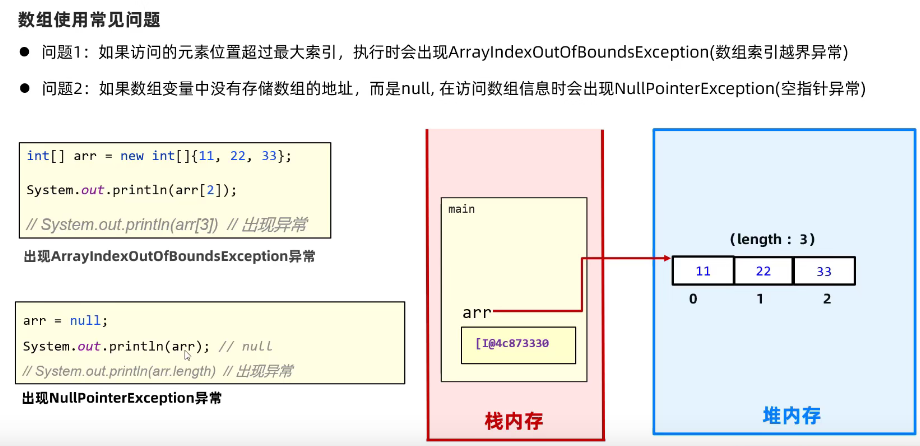 数组使用常见问题
● 问题1：如果访问的元素位置超过最大索引，执行时会出现ArrayIndexOutOfBoundsException(数组索引越界异常)
● 问题2：如果数组变量中没有存储数组的地址，而是null, 在访问数组信息时会出现NullPointerException(空指针异常)
int[] arr = new int[]{11, 22, 33};
System.out.println(arr[2]);
// System.out.println(arr[3]) // 出现异常
出现ArrayIndexOutOfBoundsException异常
arr = null;
System.out.println(arr); // null
// System.out.println(arr.length) // 出现异常
出现NullPointerException异常
main
arr
[I@4c873330
栈内存
(length : 3)
11 22 33
0 1 2
堆内存